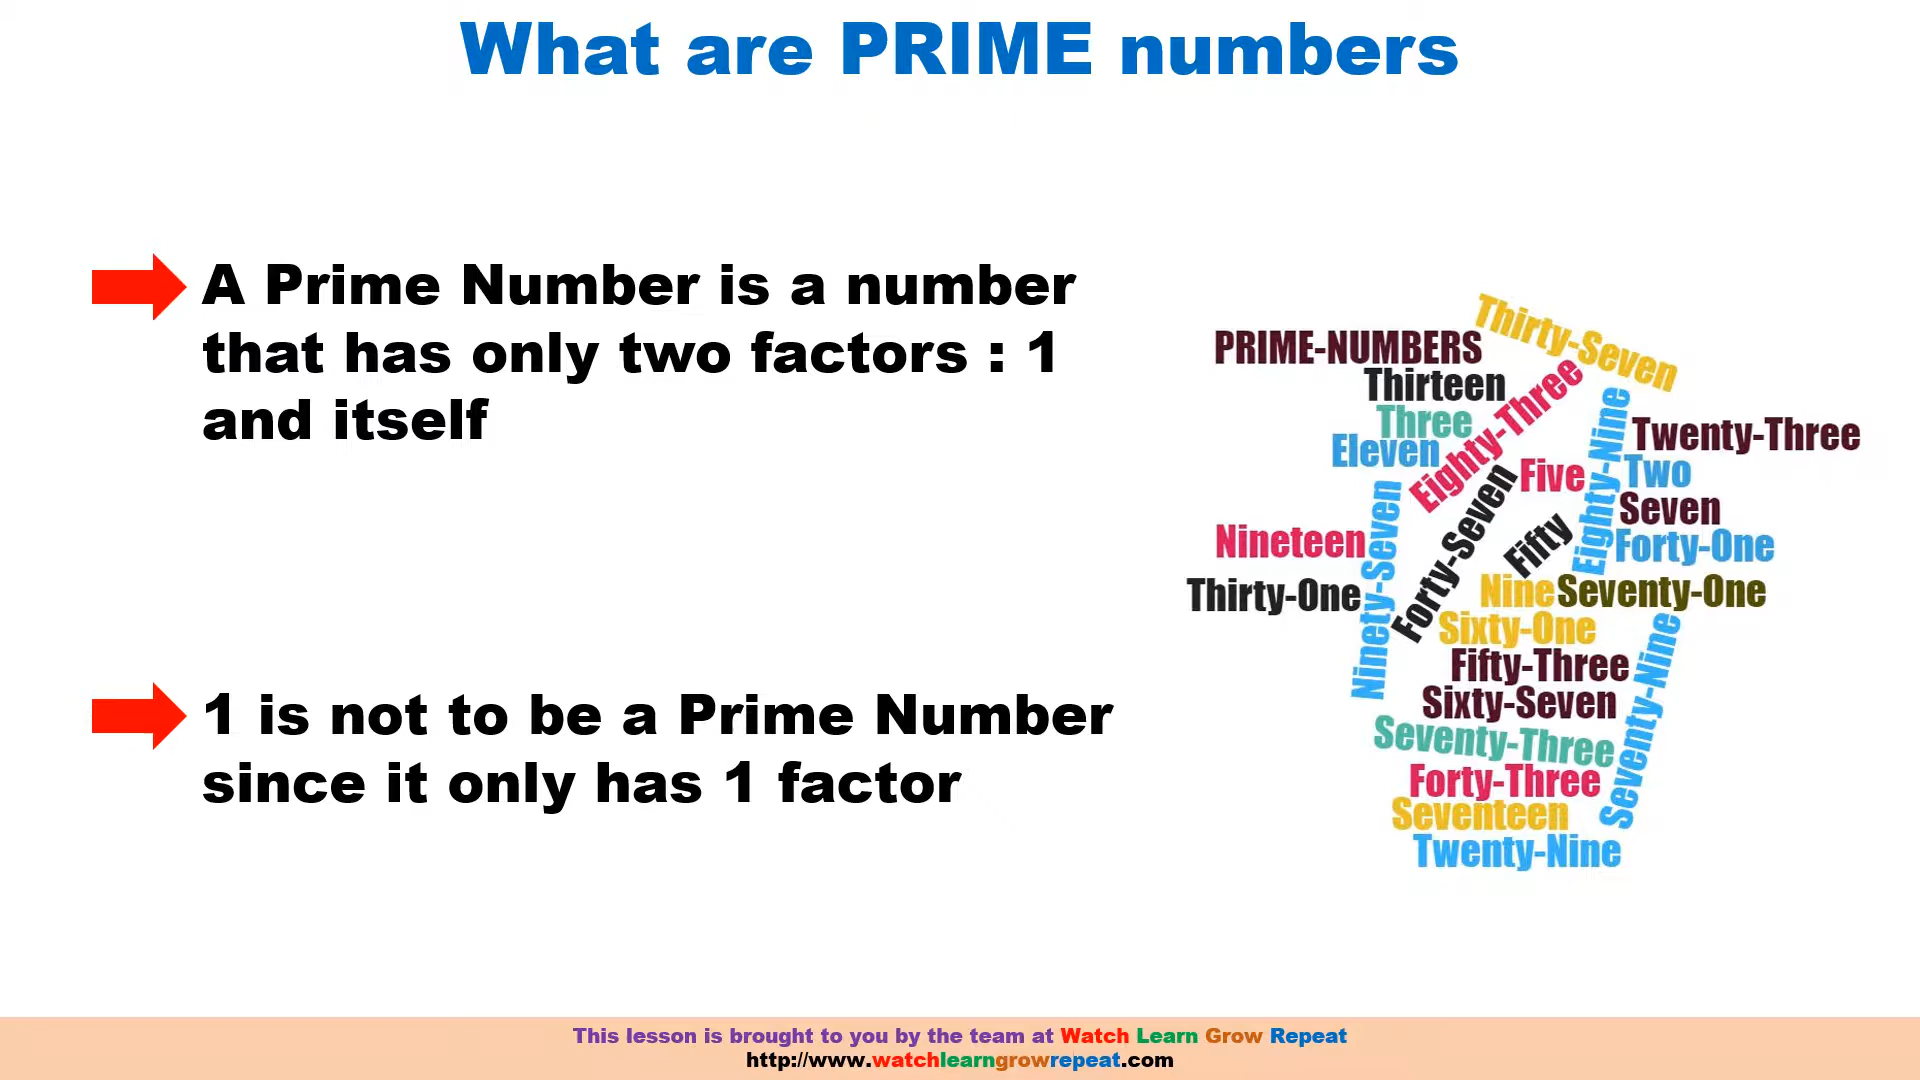 What are PRIME numbers
A Prime Number is a number
that has only two factors : 1
and itself
1 is not to be a Prime Number
since it only has 1 factor
Thirty-Seven
PRIME-NUMBERS
Thirteen
Three
Eleven
Eighty-Three
Five
Eighty-Nine
Twenty-Three
Two
Seven
Forty-One
Nineteen
Ninety-Seven
Forty-Seven
Fifty
Thirty-One
Nine
Seventy-One
Sixty-One
Fifty-Three
Sixty-Seven
Seventy-Three
Seventy-Nine
Forty-Three
Seventeen
Twenty-Nine
This lesson is brought to you by the team at Watch Learn Grow Repeat
http://www.watchlearngrowrepeat.com